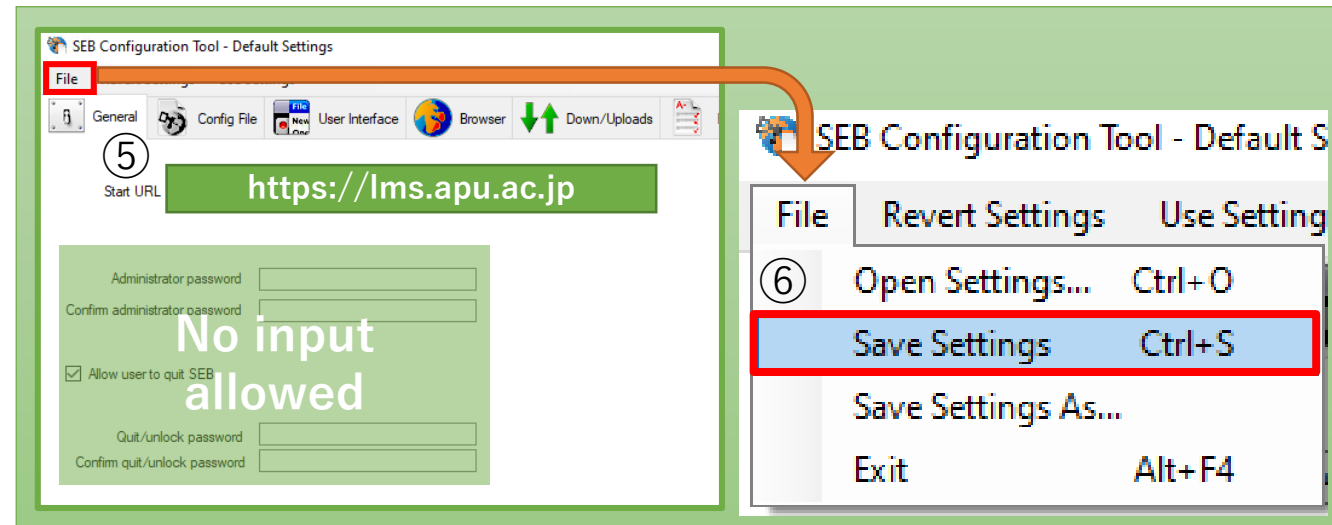 SEB Configuration Tool - Default Settings
File
General
Config File
File
New
User Interface
Browser
Down/Uploads
⑤
Start URL
https://lms.apu.ac.jp
Administrator password
Confirm administrator password
No input
allowed
Allow user to quit SEB
Quit/unlock password
Confirm quit/unlock password
SEB Configuration Tool - Default S
File Revert Settings Use Setting
⑥
Open Settings... Ctrl+O
Save Settings Ctrl+S
Save Settings As...
Exit Alt+F4